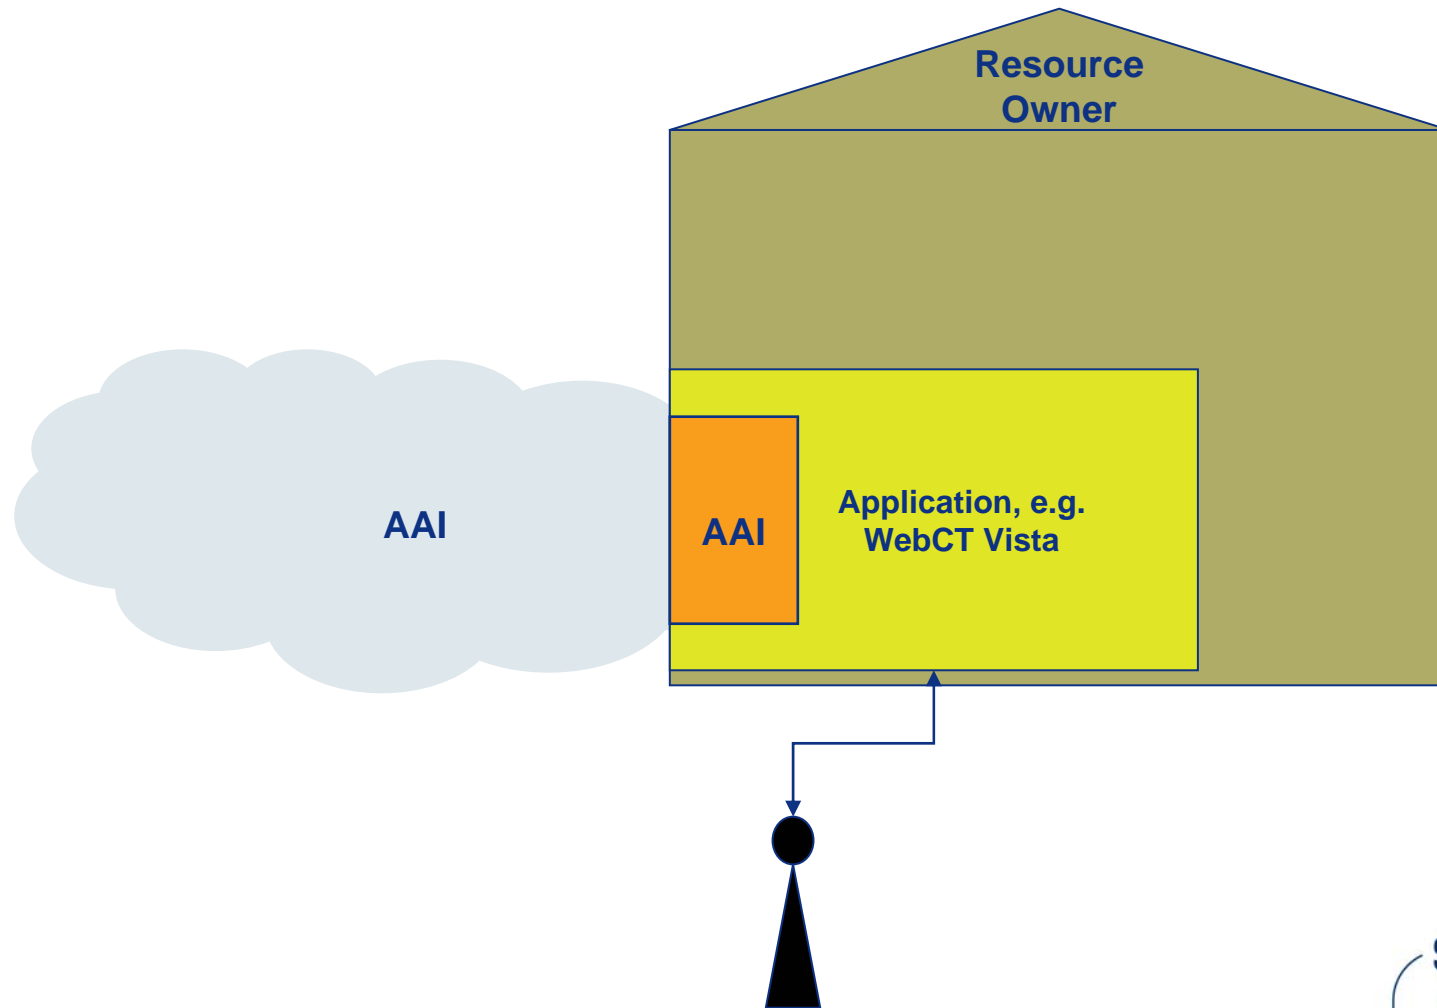 Resource
Owner
AAI
AAI
Application, e.g.
WebCT Vista